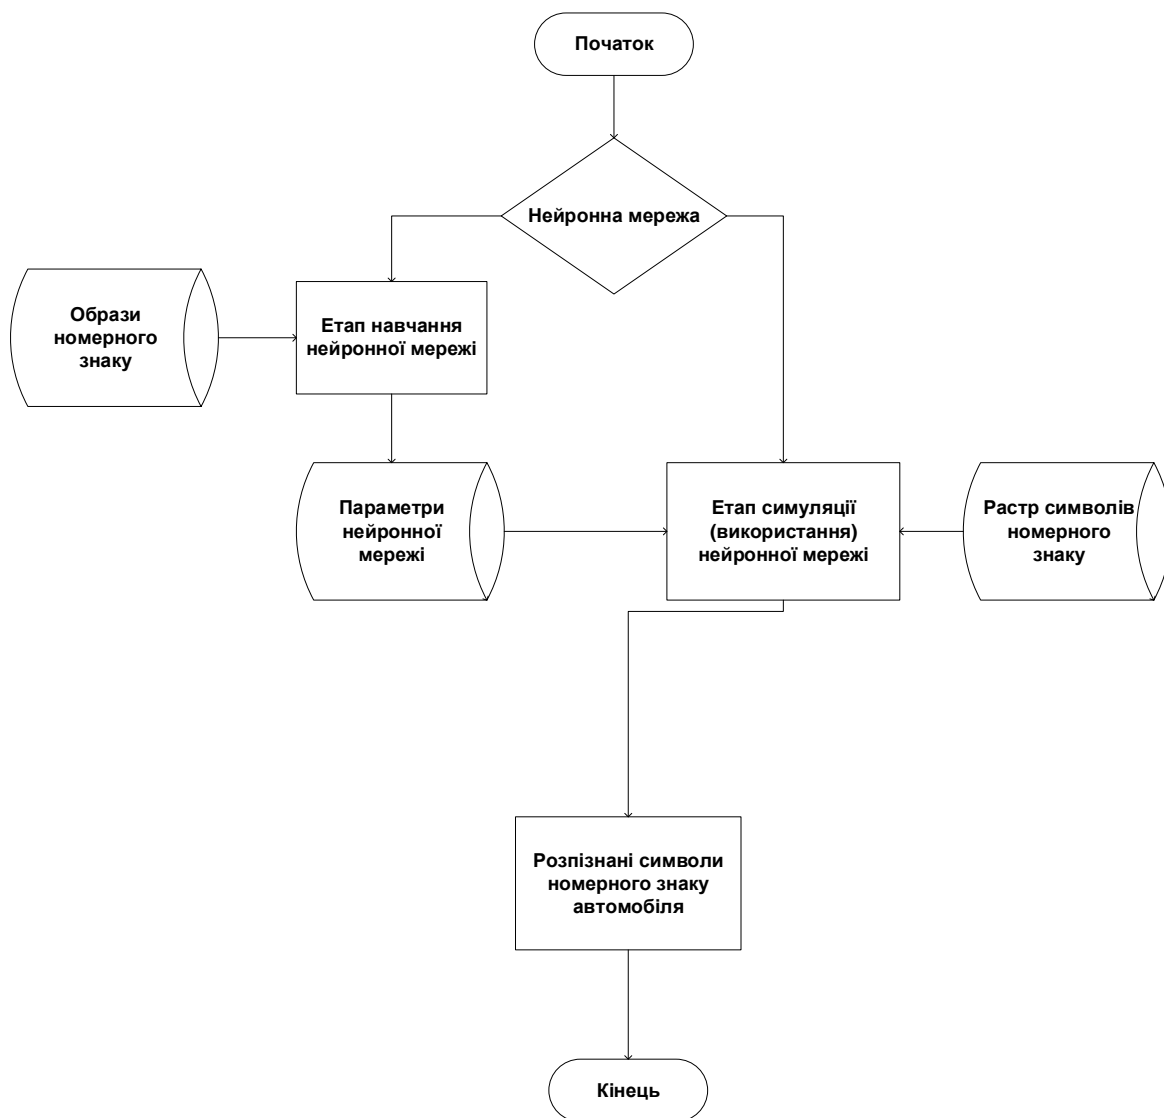 Початок
Нейронна мережа
Образи
номерного
знаку
Етап навчання
нейронної мережі
Параметри
нейронної
мережі
Етап симуляції
(використання)
нейронної мережі
Растр символів
номерного
знаку
Розпізнані символи
номерного знаку
автомобіля
Кінець